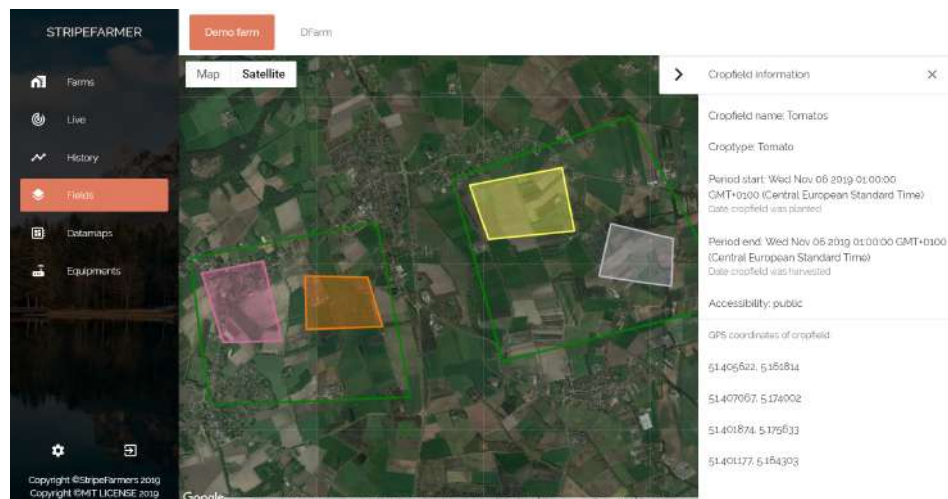 STRIPEFARMER
Farms
Live
History
Fields
Datamaps
Equipments
Copyright ©StripeFarmers 2019
Copyright ©MIT LICENSE 2019
Demo farm
DFarm
Map
Satellite
Google
Cropfield information
Cropfield name: Tomatos
Croptype: Tomato
Period start: Wed Nov 06 2019 01:00:00
GMT+0100 (Central European Standard Time)
Date cropfield was planted
Period end: Wed Nov 06 2019 01:00:00 GMT+0100
(Central European Standard Time)
Date cropfield was harvested
Accessibility: public
GPS coordinates of cropfield
51.405622, 5.161814
51.407067, 5.174002
51.401874, 5.175633
51.401177, 5.164303